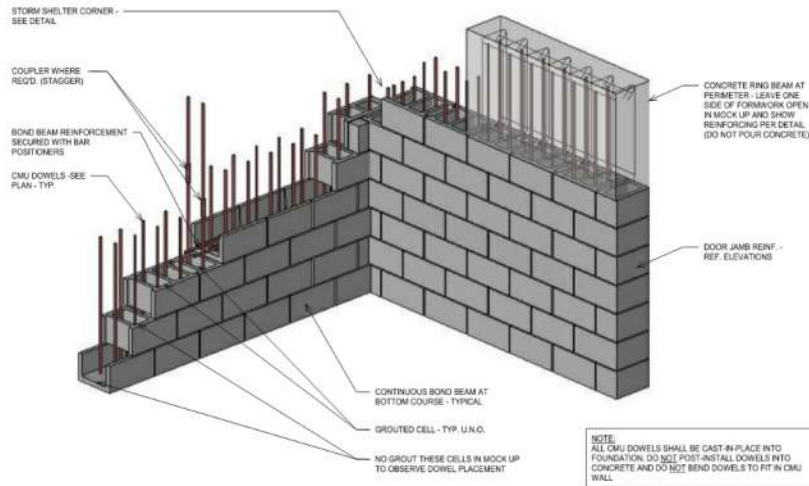 STORM SHELTER CORNER -
SEE DETAIL
COUPLER WHERE
REQ'D. (STAGGER)
BOND BEAM REINFORCEMENT
SECURED WITH BAR
POSITIONERS
CMU DOWELS -SEE
PLAN - TYP.
CONCRETE RING BEAM AT
PERIMETER - LEAVE ONE
SIDE OF FORMWORK OPEN
IN MOCK UP AND SHOW
REINFORCING PER DETAIL
(DO NOT POUR CONCRETE)
DOOR JAMB REINF. -
REF. ELEVATIONS
CONTINUOUS BOND BEAM AT
BOTTOM COURSE - TYPICAL
GROUTED CELL - TYP. U.N.O.
NO GROUT THESE CELLS IN MOCK UP
TO OBSERVE DOWEL PLACEMENT
NOTE:
ALL CMU DOWELS SHALL BE CAST-IN-PLACE INTO
FOUNDATION. DO NOT POST-INSTALL DOWELS INTO
CONCRETE AND DO NOT BEND DOWELS TO FIT IN CMU
WALL